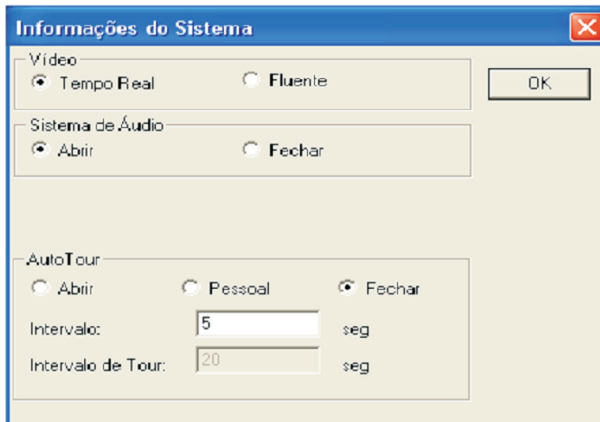 Informações do Sistema
Vídeo
Tempo Real Fluente
OK
Sistema de Áudio
Abrir Fechar
AutoTour
Abrir Pessoal Fechar
Intervalo: 5 seg
Intervalo de Tour: 20 seg